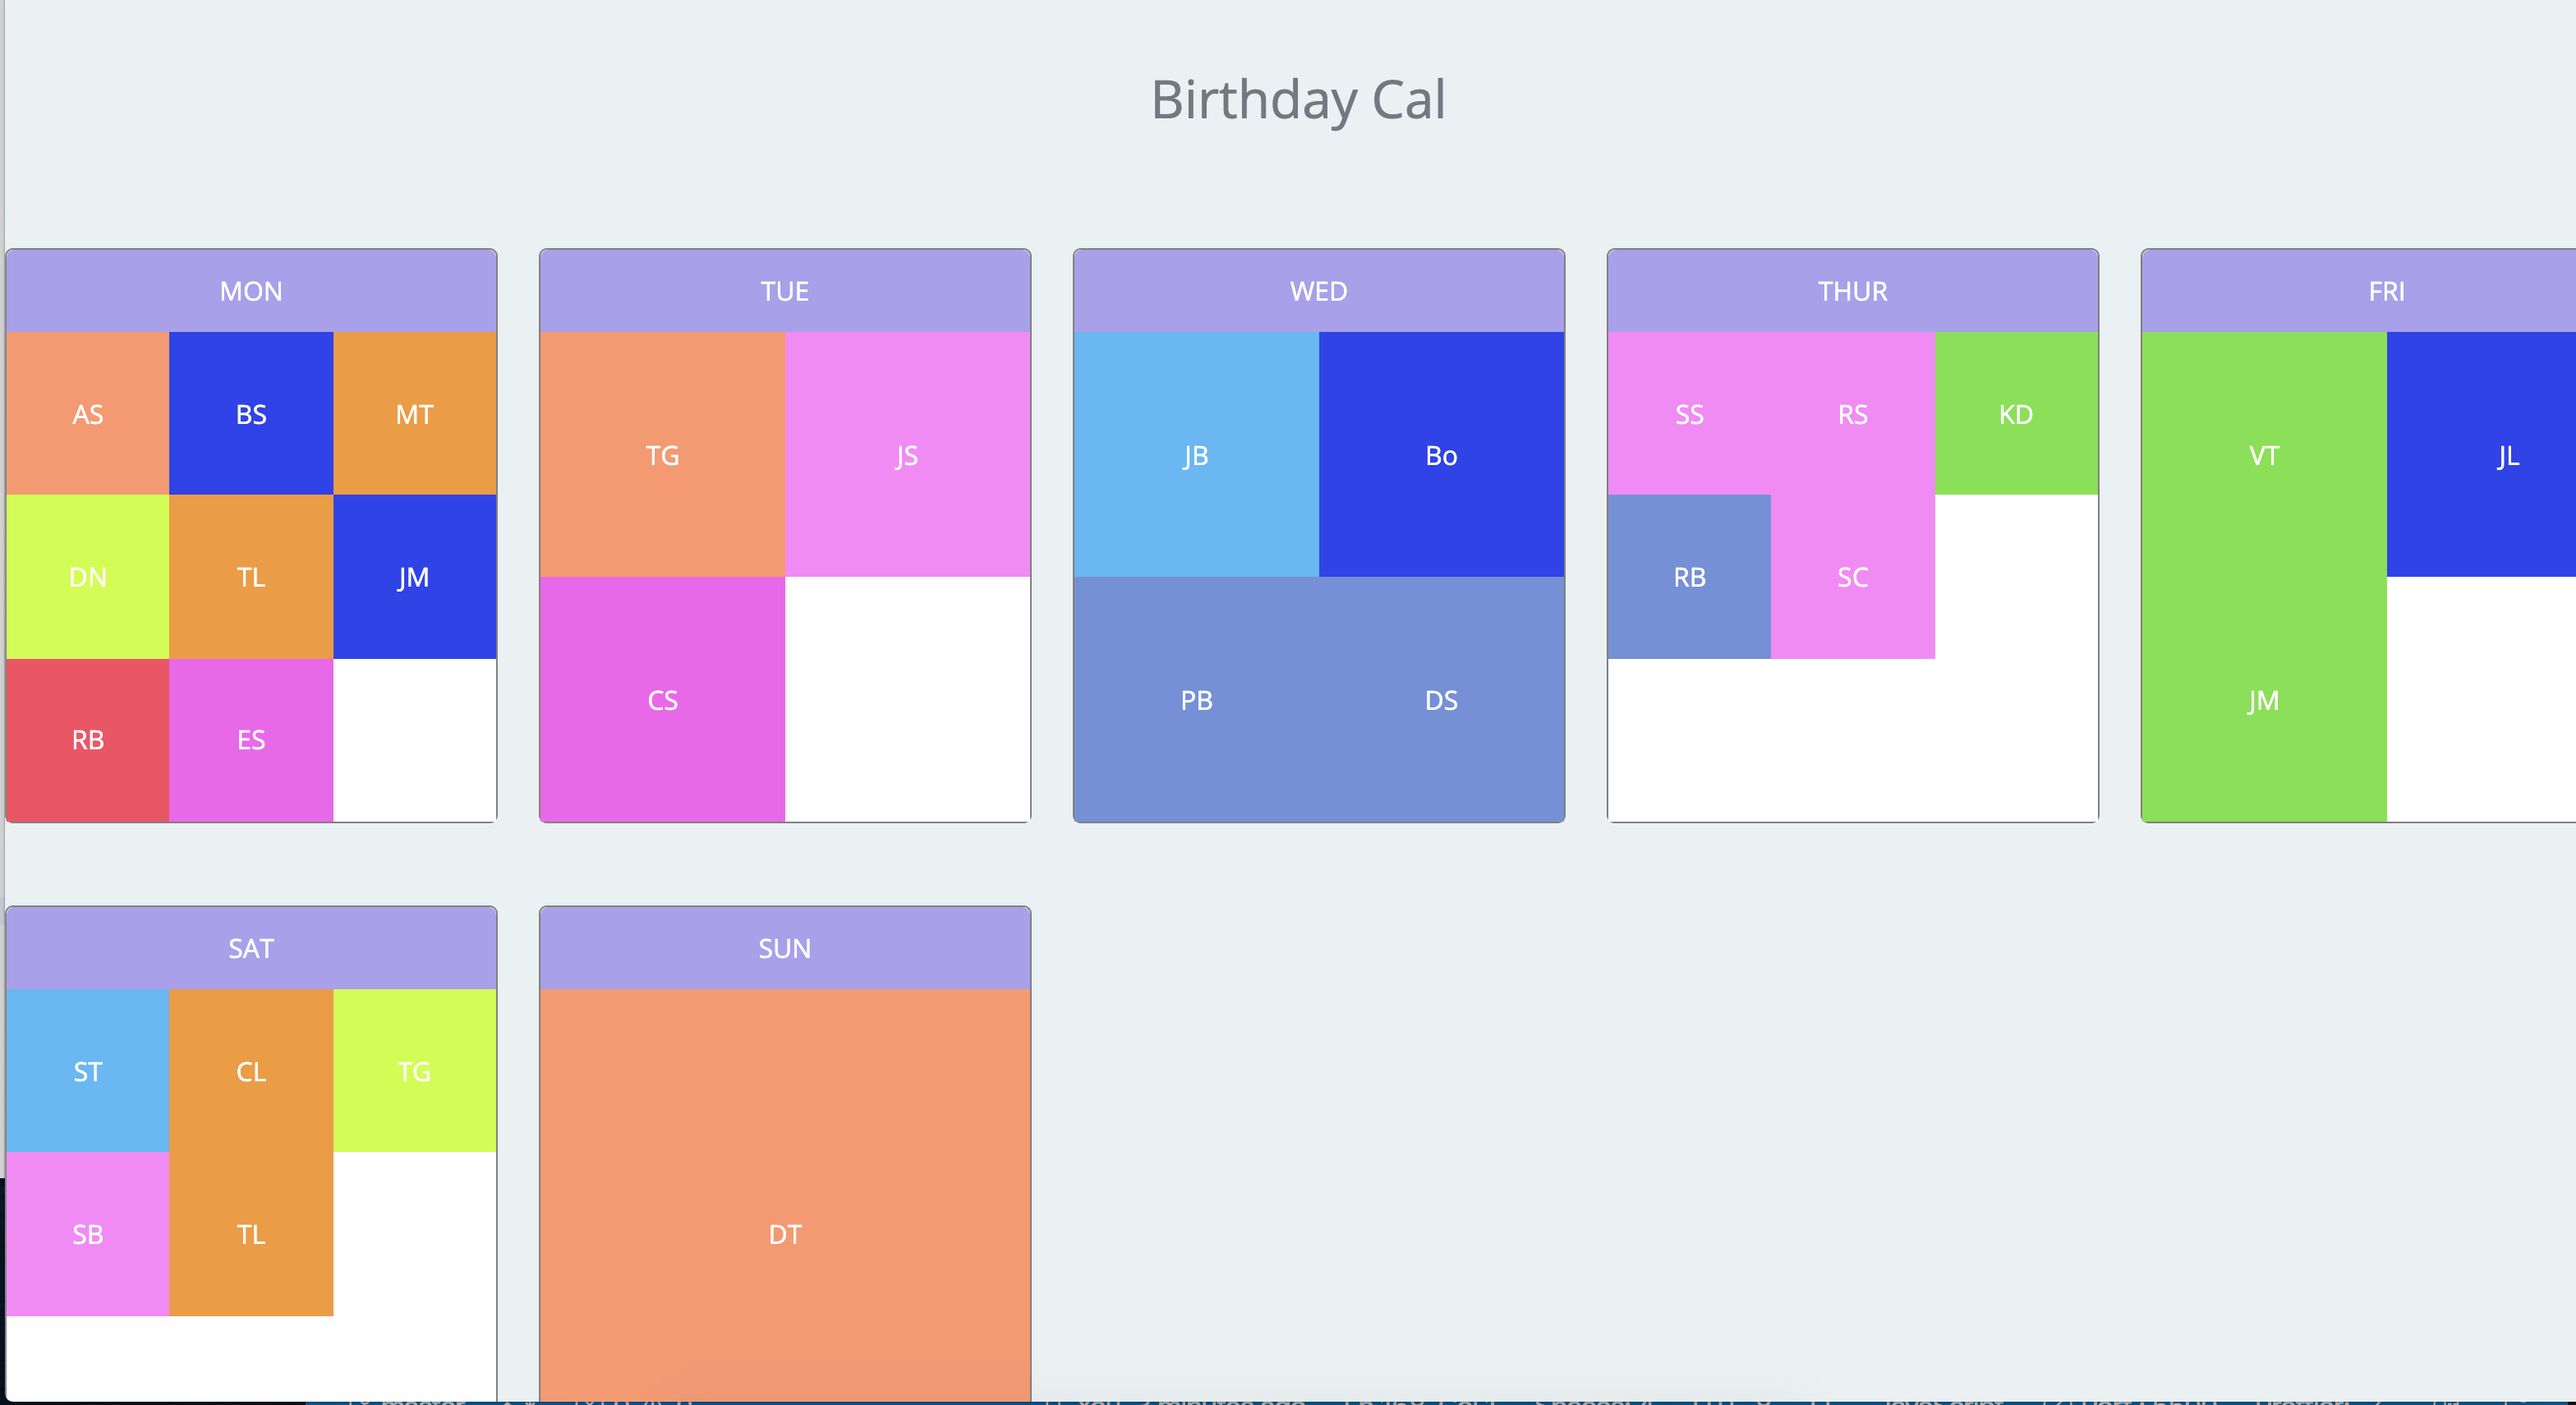 Birthday Cal
MON
AS BS MT
DN TL JM
RB ES
TUE
TG JS
CS
WED
JB Bo
PB DS
THUR
SS RS KD
RB SC
FRI
VT JL
JM
SAT
ST CL TG
SB TL
SUN
DT